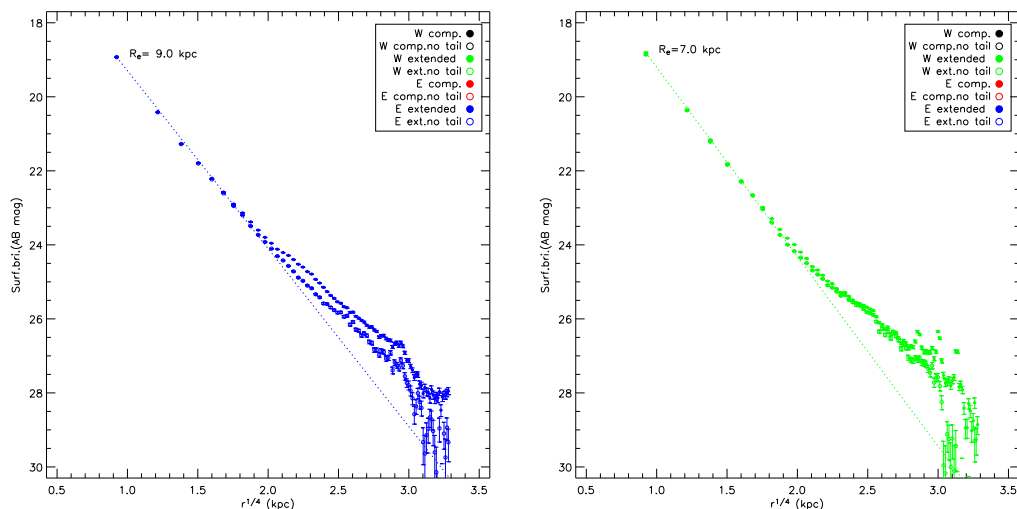 18
20
22
24
26
28
30
Surf.bri.(AB mag)
0.5 1.0 1.5 2.0 2.5 3.0 3.5
r1/4 (kpc)
Re= 9.0 kpc
W comp.
W comp.no tail
W extended
W ext.no tail
E comp.
E comp.no tail
E extended
E ext.no tail
18
20
22
24
26
28
30
Surf.bri.(AB mag)
0.5 1.0 1.5 2.0 2.5 3.0 3.5
r1/4 (kpc)
Re=7.0 kpc
W comp.
W comp.no tail
W extended
W ext.no tail
E comp.
E comp.no tail
E extended
E ext.no tail